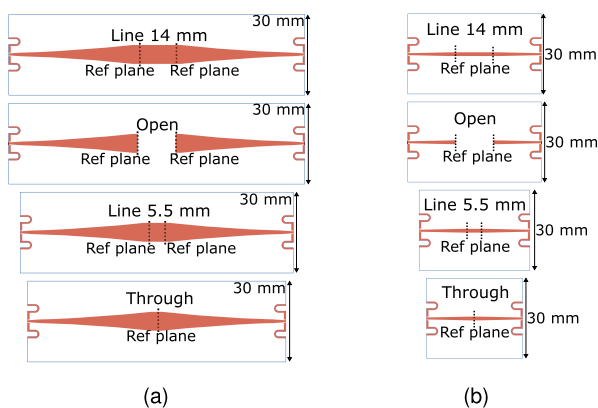 30 mm
Line 14 mm
Ref plane Ref plane
30 mm
Open
Ref plane Ref plane
30 mm
Line 5.5 mm
Ref plane Ref plane
30 mm
Through
Ref plane
(a)
Line 14 mm
30 mm
Ref plane
Open
30 mm
Ref plane
Line 5.5 mm
30 mm
Ref plane
Through
30 mm
Ref plane
(b)